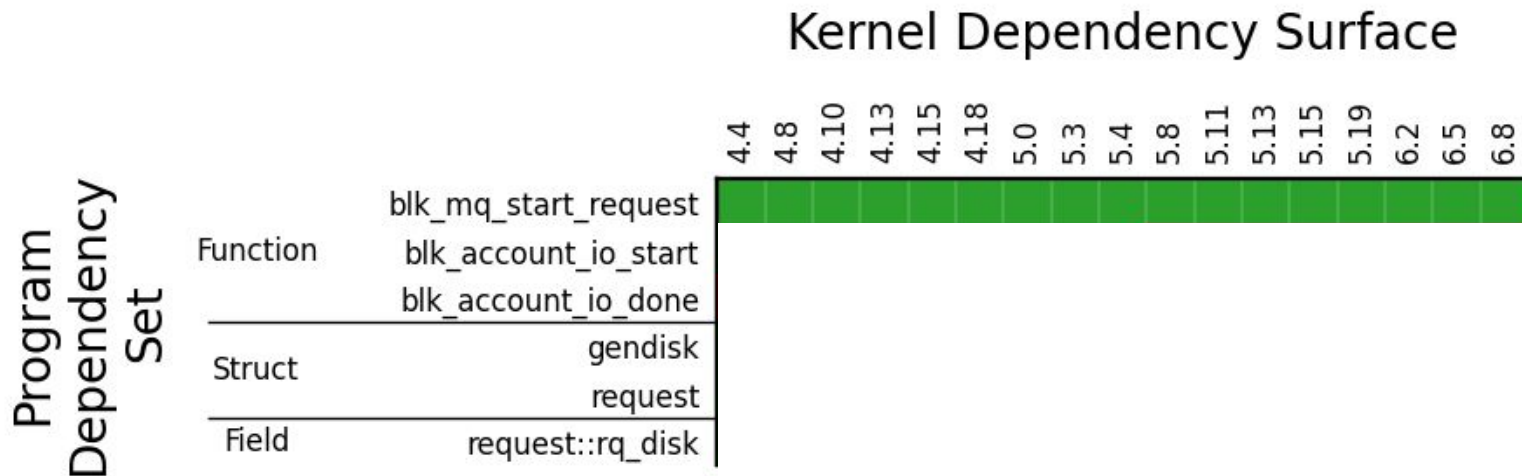 Kernel Dependency Surface
4.4 4.8 4.10 4.13 4.15 4.18 5.0 5.3 5.4 5.8 5.11 5.13 5.15 5.19 6.2 6.5 6.8
Program
Dependency
Set
Function
blk_mq_start_request
blk_account_io_start
blk_account_io_done
Struct
gendisk
request
Field
request::rq_disk